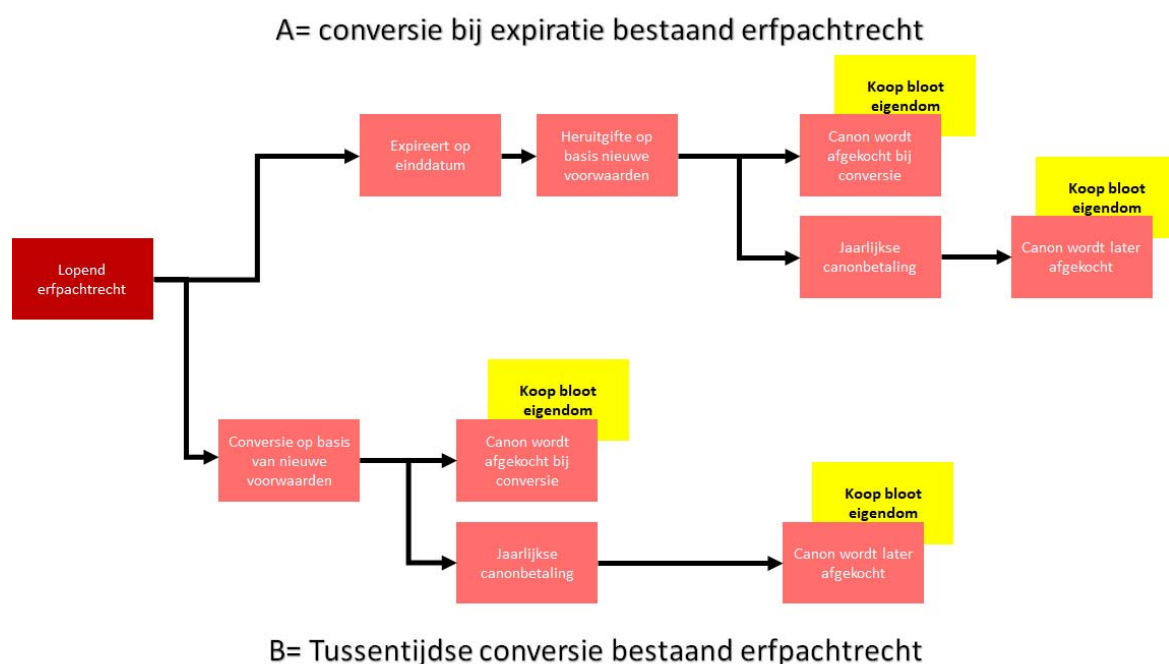 A= conversie bij expiratie bestaand erfpachtrecht
Koop bloot
eigendom
Expireert op
einddatum
Heruitgifte op
basis nieuwe
voorwaarden
Canon wordt
afgekocht bij
conversie
Koop bloot
eigendom
Jaarlijkse
canonbetaling
Canon wordt later
afgekocht
Lopend
erfpachtrecht
Koop bloot
eigendom
Conversie op basis
van nieuwe
voorwaarden
Canon wordt
afgekocht bij
conversie
Koop bloot
eigendom
Jaarlijkse
canonbetaling
Canon wordt later
afgekocht
B= Tussentijdse conversie bestaand erfpachtrecht